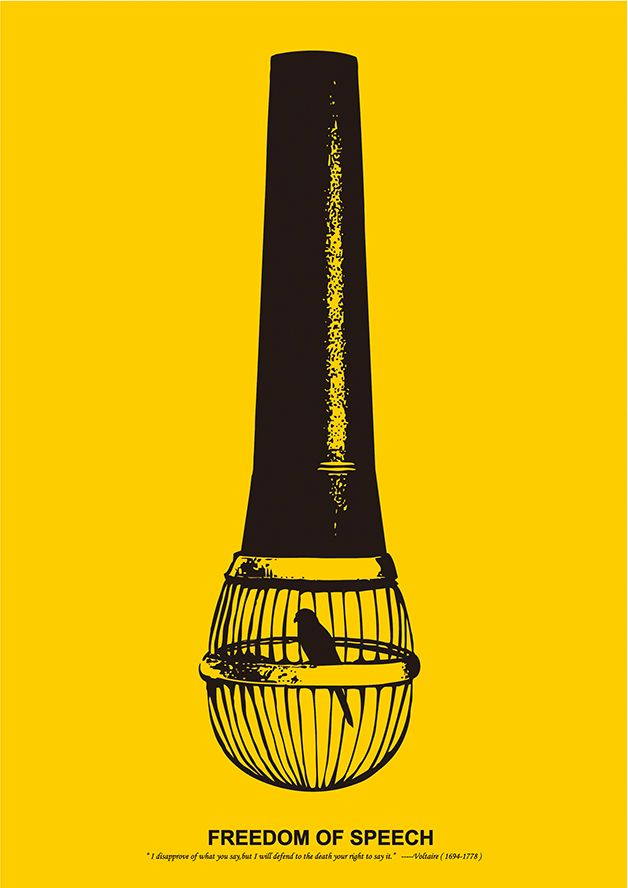 FREEDOM OF SPEECH
" I disapprove of what you say,but I will defend to the death your right to say it." -----Voltaire ( 1694-1778 )